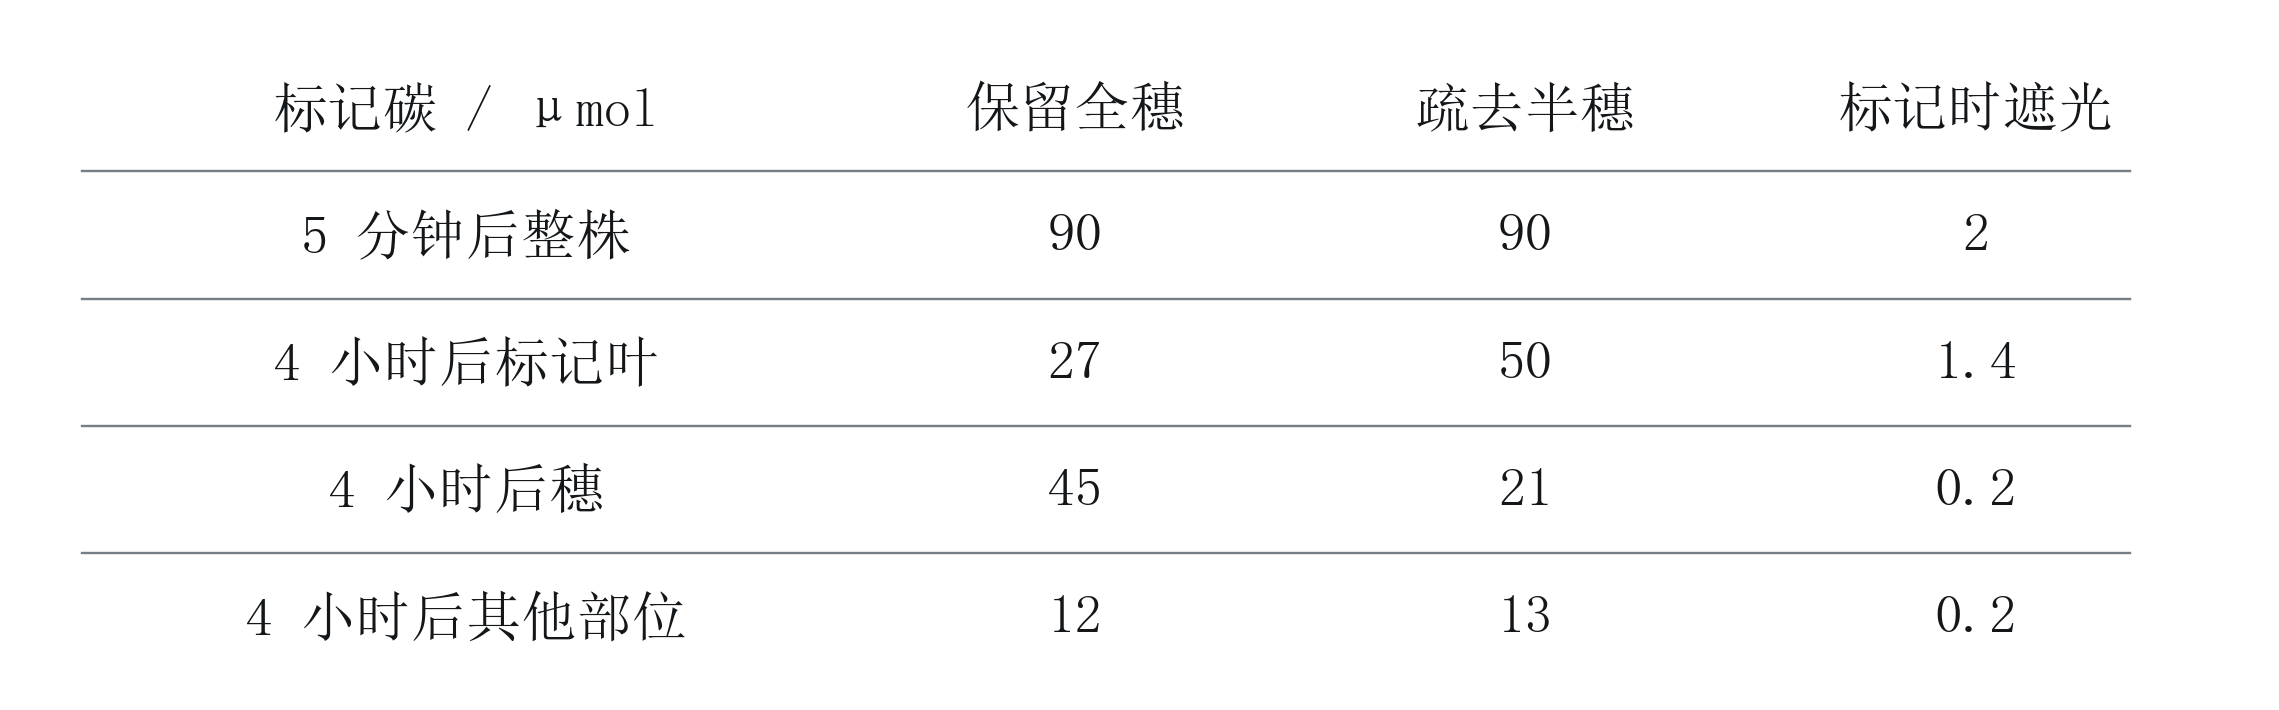 标记碳 / μmol 保留全穗 疏去半穗 标记时遮光
5 分钟后整株 90 90 2
4 小时后标记叶 27 50 1.4
4 小时后穗 45 21 0.2
4 小时后其他部位 12 13 0.2